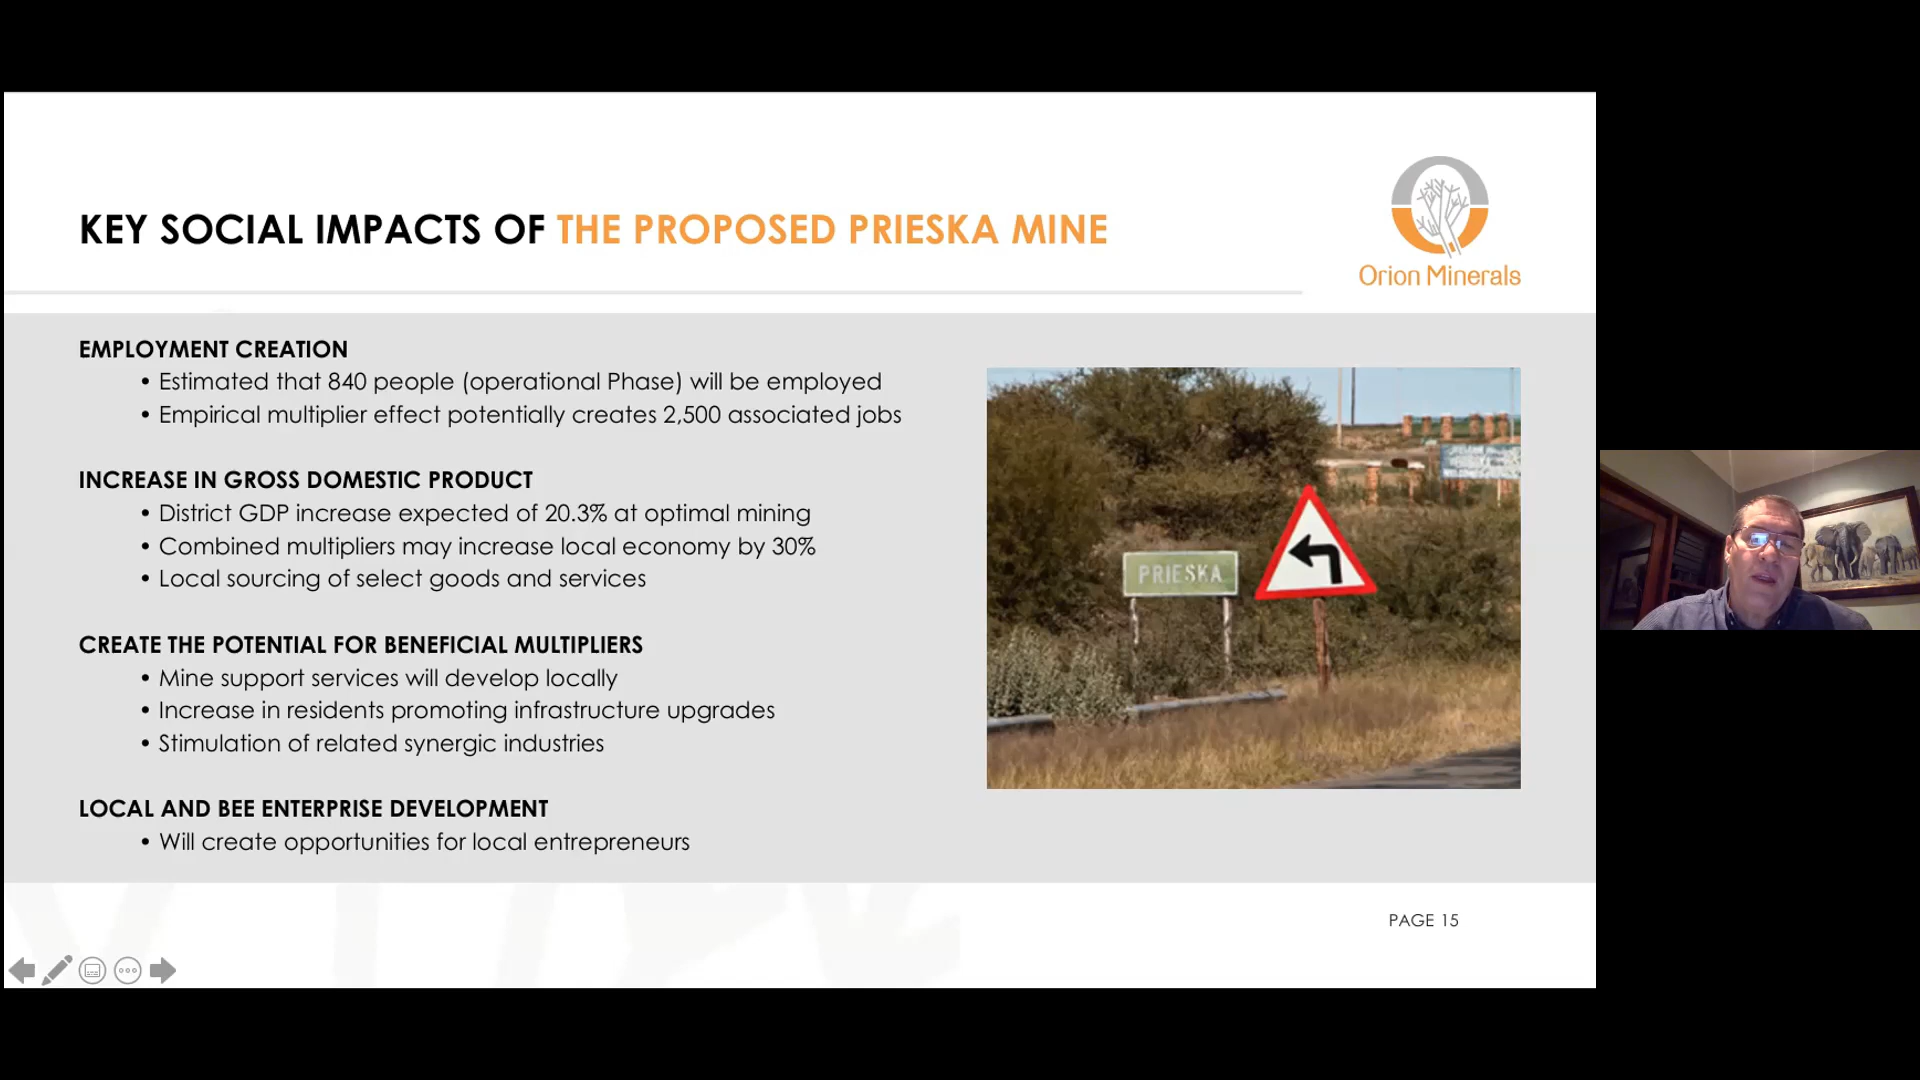 KEY SOCIAL IMPACTS OF THE PROPOSED PRIESKA MINE
Orion Minerals
EMPLOYMENT CREATION
• Estimated that 840 people (operational Phase) will be employed
• Empirical multiplier effect potentially creates 2,500 associated jobs
INCREASE IN GROSS DOMESTIC PRODUCT
• District GDP increase expected of 20.3% at optimal mining
• Combined multipliers may increase local economy by 30%
• Local sourcing of select goods and services
CREATE THE POTENTIAL FOR BENEFICIAL MULTIPLIERS
• Mine support services will develop locally
• Increase in residents promoting infrastructure upgrades
• Stimulation of related synergic industries
LOCAL AND BEE ENTERPRISE DEVELOPMENT
• Will create opportunities for local entrepreneurs
PRIESKA
PAGE 15